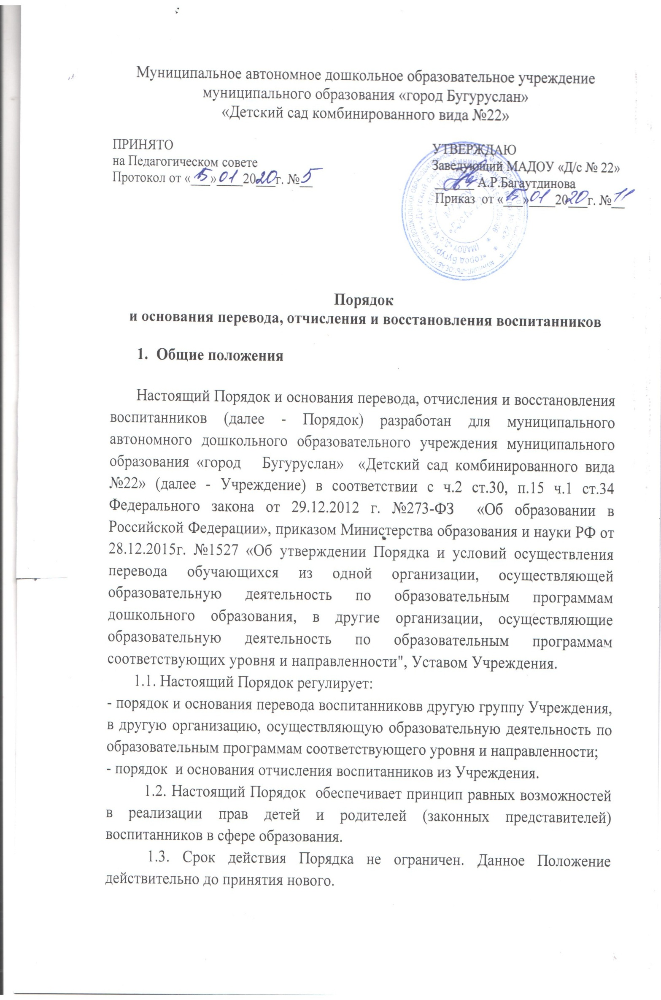 Муниципальное автономное дошкольное образовательное учреждение
муниципального образования «город Бугуруслан»
«Детский сад комбинированного вида №22»
ПРИНЯТО
на Педагогическом совете
Протокол от «15» 01 2020г. №5
УТВЕРЖДАЮ
Заведующий МАДОУ «Д/с № 22»
А.Р.Багаутдинова
Приказ от «15» 01 2020г. № 11
МАДОУ
«Д/с № 22»
Порядок
и основания перевода, отчисления и восстановления воспитанников
1. Общие положения
Настоящий Порядок и основания перевода, отчисления и восстановления
воспитанников (далее - Порядок) разработан для муниципального
автономного дошкольного образовательного учреждения муниципального
образования «город Бугуруслан» «Детский сад комбинированного вида
№22» (далее - Учреждение) в соответствии с ч.2 ст.30, п.15 ч.1 ст.34
Федерального закона от 29.12.2012 г. №273-ФЗ «Об образовании в
Российской Федерации», приказом Министерства образования и науки РФ от
28.12.2015г. №1527 «Об утверждении Порядка и условий осуществления
перевода обучающихся из одной организации, осуществляющей
образовательную деятельность по образовательным программам
дошкольного образования, в другие организации, осуществляющие
образовательную деятельность по образовательным программам
соответствующих уровня и направленности", Уставом Учреждения.
1.1. Настоящий Порядок регулирует:
- порядок и основания перевода воспитанниковв другую группу Учреждения,
в другую организацию, осуществляющую образовательную деятельность по
образовательным программам соответствующего уровня и направленности;
- порядок и основания отчисления воспитанников из Учреждения.
1.2. Настоящий Порядок обеспечивает принцип равных возможностей
в реализации прав детей и родителей (законных представителей)
воспитанников в сфере образования.
1.3. Срок действия Порядка не ограничен. Данное Положение
действительно до принятия нового.